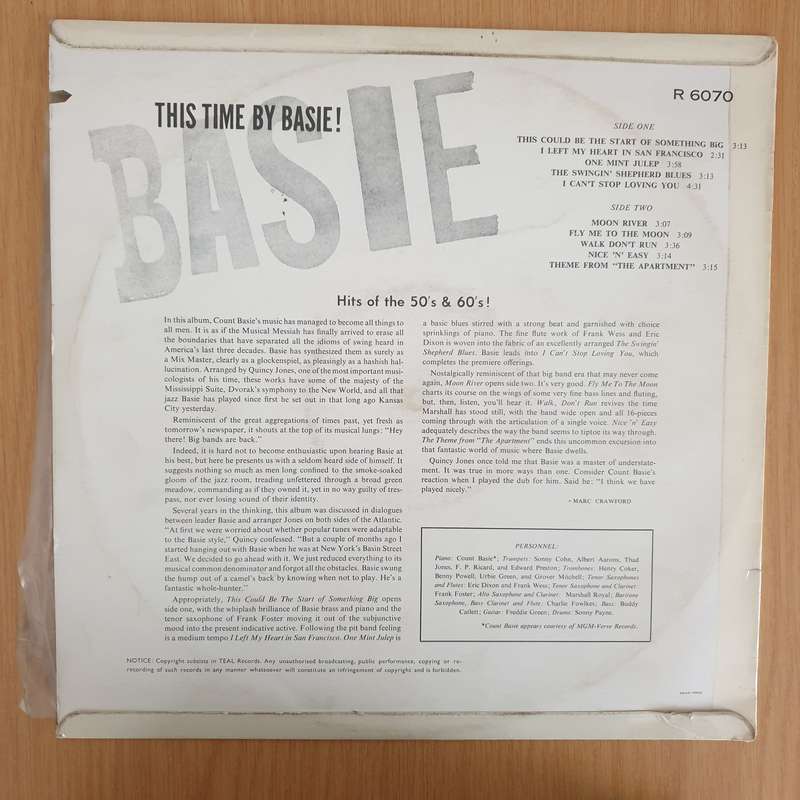 R 6070
THIS TIME BY BASIE!
BASIE
SIDE ONE
THIS COULD BE THE START OF SOMETHING BiG 3:13
I LEFT MY HEART IN SAN FRANCISCO 2:31
ONE MINT JULEP 3:58
THE SWINGIN' SHEPHERD BLUES 3:13
I CAN'T STOP LOVING YOU 4:31
SIDE TWO
MOON RIVER 3:07
FLY ME TO THE MOON 3:09
WALK DON'T RUN 3:36
NICE 'N' EASY 3:14
THEME FROM "THE APARTMENT" 3:15
Hits of the 50's & 60's!
In this album, Count Basie's music has managed to become all things to
all men. It is as if the Musical Messiah has finally arrived to erase all
the boundaries that have separated all the idioms of swing heard in
America's last three decades. Basie has synthesized them as surely as
a Mix Master, clearly as a glockenspiel, as pleasingly as a hashish hal-
lucination. Arranged by Quincy Jones, one of the most important musi-
cologists of his time, these works have some of the majesty of the
Mississippi Suite, Dvorak's symphony to the New World, and all that
jazz Basie has played since first he set out in that long ago Kansas
City yesterday.
Reminiscent of the great aggregations of times past, yet fresh as
tomorrow's newspaper, it shouts at the top of its musical lungs: "Hey
there! Big bands are back."
Indeed, it is hard not to become enthusiastic upon hearing Basie at
his best, but here he presents us with a seldom heard side of himself. It
suggests nothing so much as men long confined to the smoke-soaked
gloom of the jazz room, treading unfettered through a broad green
meadow, commanding as if they owned it, yet in no way guilty of tres-
pass, nor ever losing sound of their identity.
Several years in the thinking, this album was discussed in dialogues
between leader Basie and arranger Jones on both sides of the Atlantic.
"At first we were worried about whether popular tunes were adaptable
to the Basie style," Quincy confessed. "But a couple of months ago I
started hanging out with Basie when he was at New York's Basin Street
East. We decided to go ahead with it. We just reduced everything to its
musical common denominator and forgot all the obstacles. Basie swung
the hump out of a camel's back by knowing when not to play. He's a
fantastic whole-hunter."
Appropriately, This Could Be The Start of Something Big opens
side one, with the whiplash brilliance of Basie brass and piano and the
tenor saxophone of Frank Foster moving it out of the subjunctive
mood into the present indicative active. Following the pit band feeling
is a medium tempo I Left My Heart in San Francisco. One Mint Julep is
a basic blues stirred with a strong beat and garnished with choice
sprinklings of piano. The fine flute work of Frank Wess and Eric
Dixon is woven into the fabric of an excellently arranged The Swingin'
Shepherd Blues. Basie leads into I Can't Stop Loving You, which
completes the premiere offerings.
Nostalgically reminiscent of that big band era that may never come
again, Moon River opens side two. It's very good. Fly Me To The Moon
charts its course on the wings of some very fine bass lines and fluting,
but, then, listen, you'll hear it. Walk, Don't Run revives the time
Marshall has stood still, with the band wide open and all 16-pieces
coming through with the articulation of a single voice. Nice 'n' Easy
adequately describes the way the band seems to tiptoe its way through.
The Theme from "The Apartment" ends this uncommon excursion into
that fantastic world of music where Basie dwells.
Quincy Jones once told me that Basie was a master of understate-
ment. It was true in more ways than one. Consider Count Basie's
reaction when I played the dub for him. Said he: "I think we have
played nicely."
- MARC CRAWFORD
PERSONNEL:
Piano: Count Basie*; Trumpets: Sonny Cohn, Albert Aarons, Thad
Jones, F. P. Ricard, and Edward Preston; Trombones: Henry Coker,
Benny Powell, Urbie Green, and Grover Mitchell; Tenor Saxophones
and Flutes: Eric Dixon and Frank Wess; Tenor Saxophone and Clarinet:
Frank Foster; Alto Saxophone and Clarinet: Marshall Royal; Baritone
Saxophone, Bass Clarinet and Flute: Charlie Fowlkes; Bass: Buddy
Catlett; Guitar: Freddie Green; Drums: Sonny Payne.
*Count Basie appears courtesy of MGM-Verve Records.
NOTICE: Copyright subsists in TEAL Records. Any unauthorised broadcasting, public performance, copying or re-
recording of such records in any manner whatsoever will constitute an infringement of copyright and is forbidden.